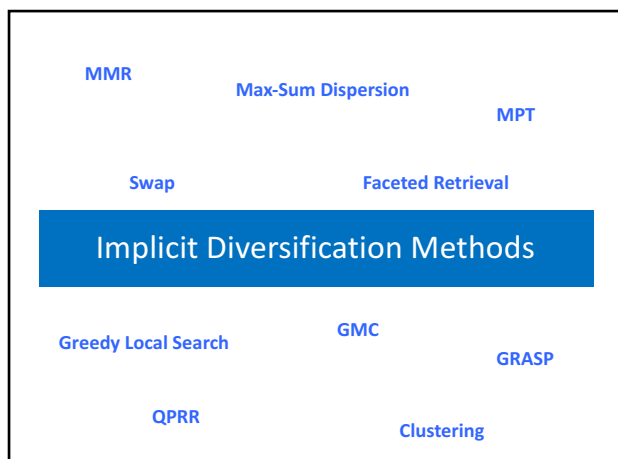 MMR
Max-Sum Dispersion
MPT
Swap
Faceted Retrieval
Implicit Diversification Methods
Greedy Local Search
GMC
GRASP
QPRR
Clustering